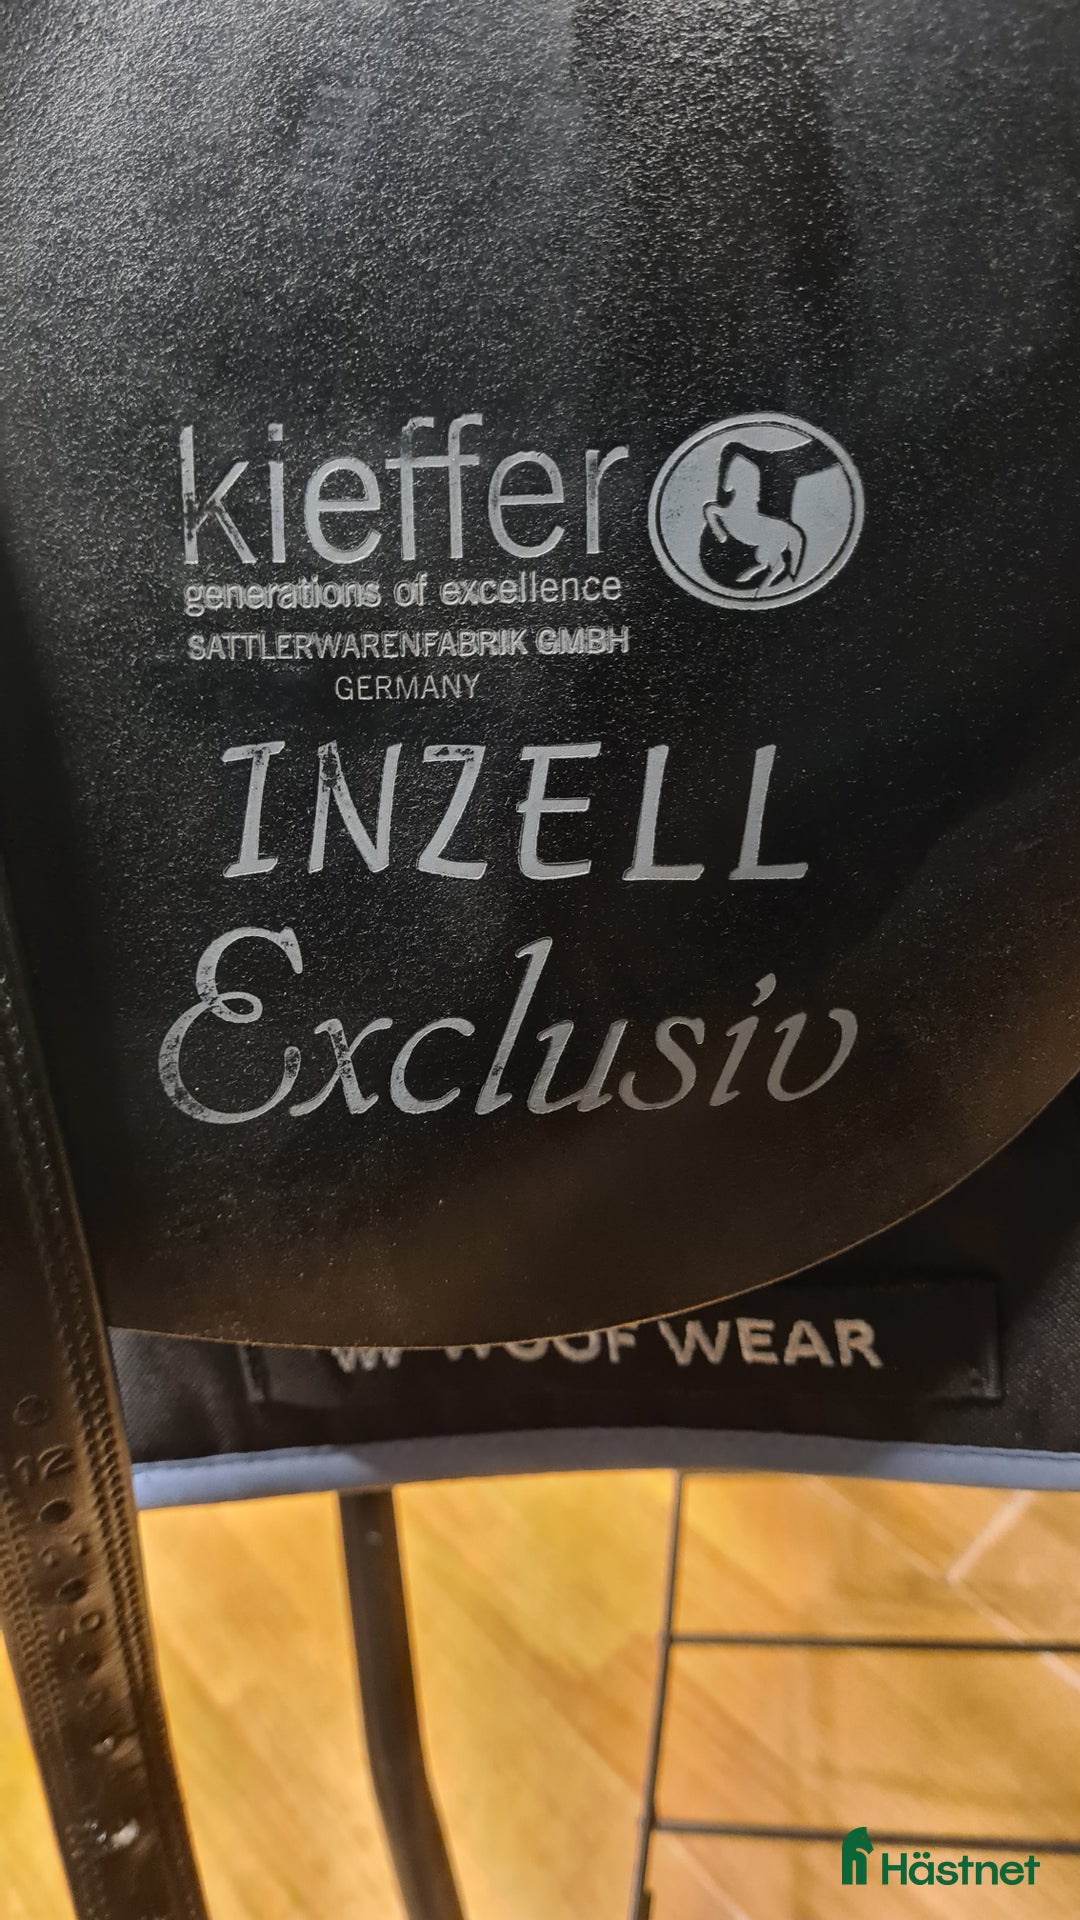 kieffer
generations of excellence
SATTLERWARENFABRIK GMBH
GERMANY
INZELL
Exclusiv
WOOF WEAR
Hästnet